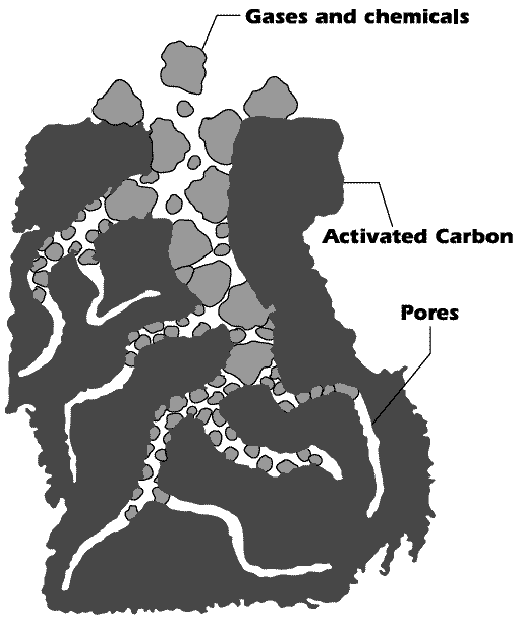 Gases and chemicals
Activated Carbon
Pores